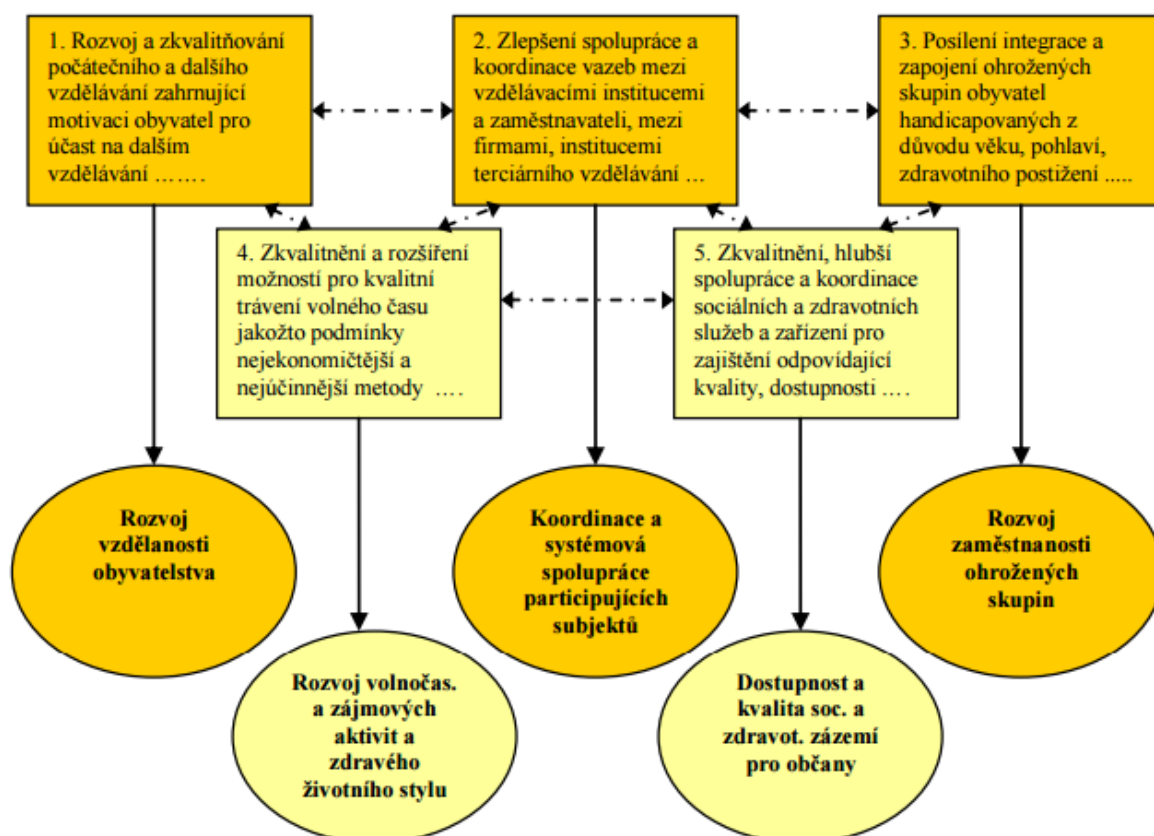 1. Rozvoj a zkvalitňování
počátečního a dalšího
vzdělávání zahrnující
motivaci obyvatel pro
účast na dalším
vzdělávání …….
2. Zlepšení spolupráce a
koordinace vazeb mezi
vzdělávacími institucemi
a zaměstnavateli, mezi
firmami, institucemi
terciárního vzdělávání …
3. Posílení integrace a
zapojení ohrožených
skupin obyvatel
handicapovaných z
důvodu věku, pohlaví,
zdravotního postižení .....
4. Zkvalitnění a rozšíření
možností pro kvalitní
trávení volného času
jakožto podmínky
nejekonomičtější a
nejúčinnější metody ….
5. Zkvalitnění, hlubší
spolupráce a koordinace
sociálních a zdravotních
služeb a zařízení pro
zajištění odpovídající
kvality, dostupnosti ….
Rozvoj
vzdělanosti
obyvatelstva
Koordinace a
systémová
spolupráce
participujících
subjektů
Rozvoj
zaměstnanosti
ohrožených
skupin
Rozvoj volnočas.
a zájmových
aktivit a
zdravého
životního stylu
Dostupnost a
kvalita soc. a
zdravot. zázemí
pro občany